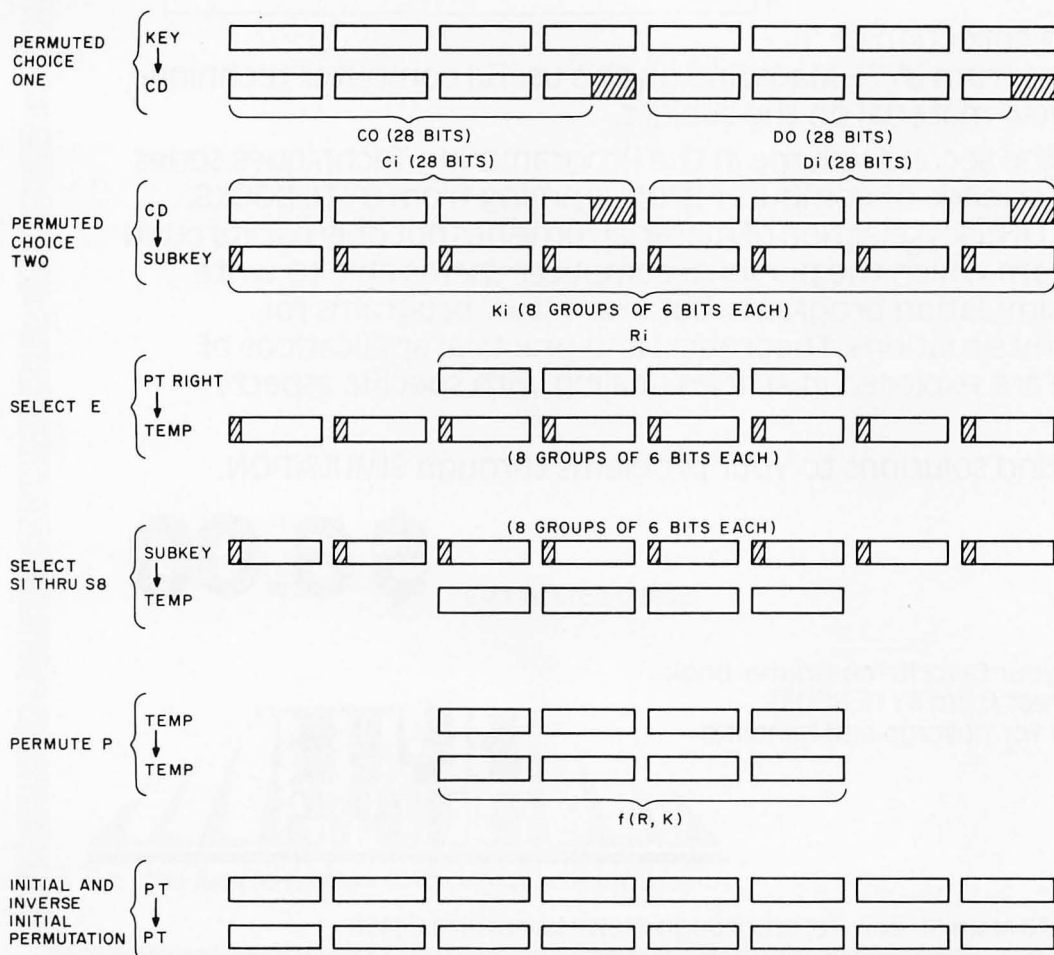 PERMUTED
CHOICE
ONE
KEY
CD
CO (28 BITS)
DO (28 BITS)
Ci (28 BITS)
Di (28 BITS)
PERMUTED
CHOICE
TWO
CD
SUBKEY
Ki (8 GROUPS OF 6 BITS EACH)
Ri
SELECT E
PT RIGHT
TEMP
(8 GROUPS OF 6 BITS EACH)
(8 GROUPS OF 6 BITS EACH)
SELECT
SI THRU S8
SUBKEY
TEMP
PERMUTE P
TEMP
TEMP
f(R, K)
INITIAL AND
INVERSE
INITIAL
PERMUTATION
PT
PT